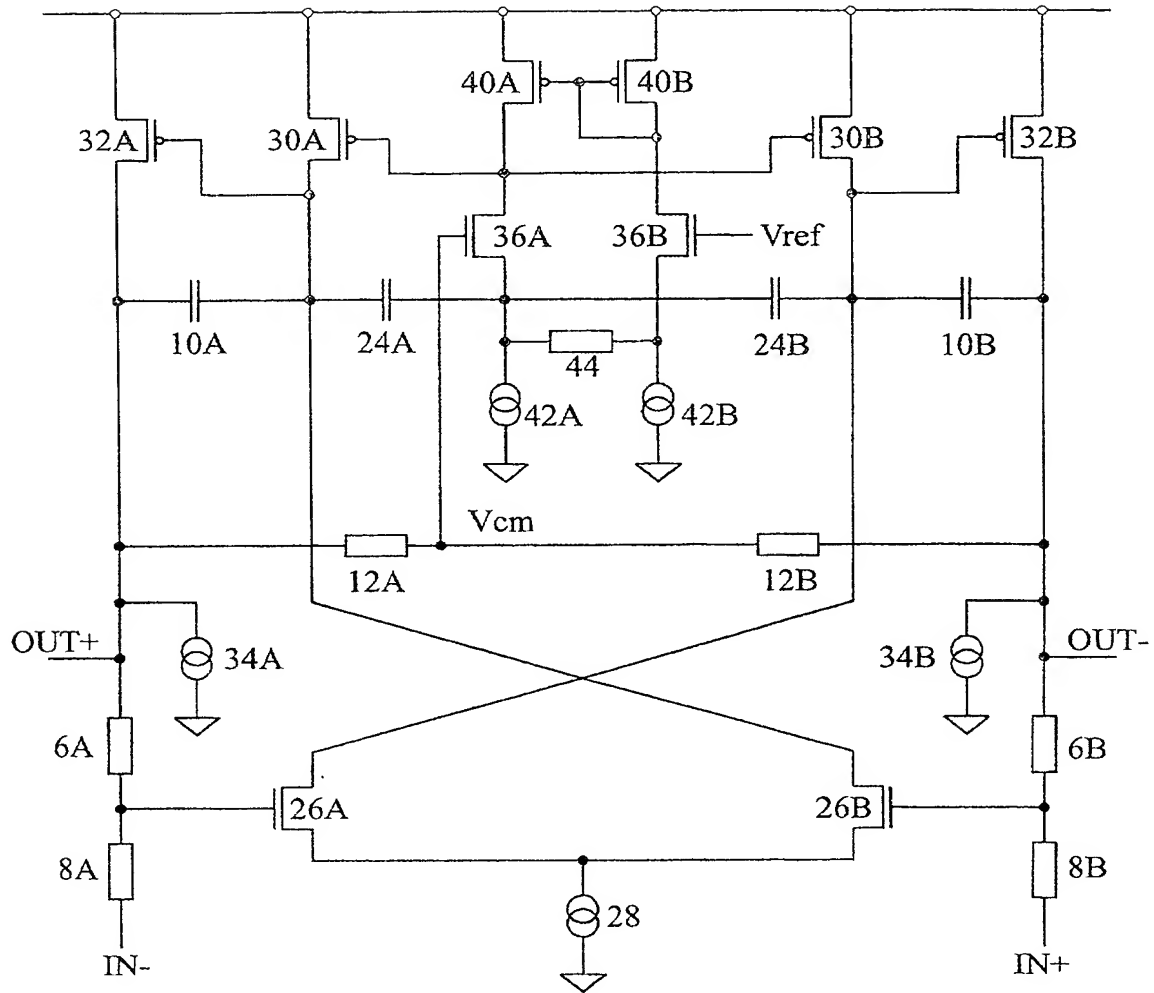 40A
40B
32A
30A
30B
32B
36A
36B
Vref
10A
24A
44
24B
10B
42A
42B
Vcm
12A
12B
OUT+
34A
34B
OUT-
6A
6B
26A
26B
8A
8B
28
IN-
IN+